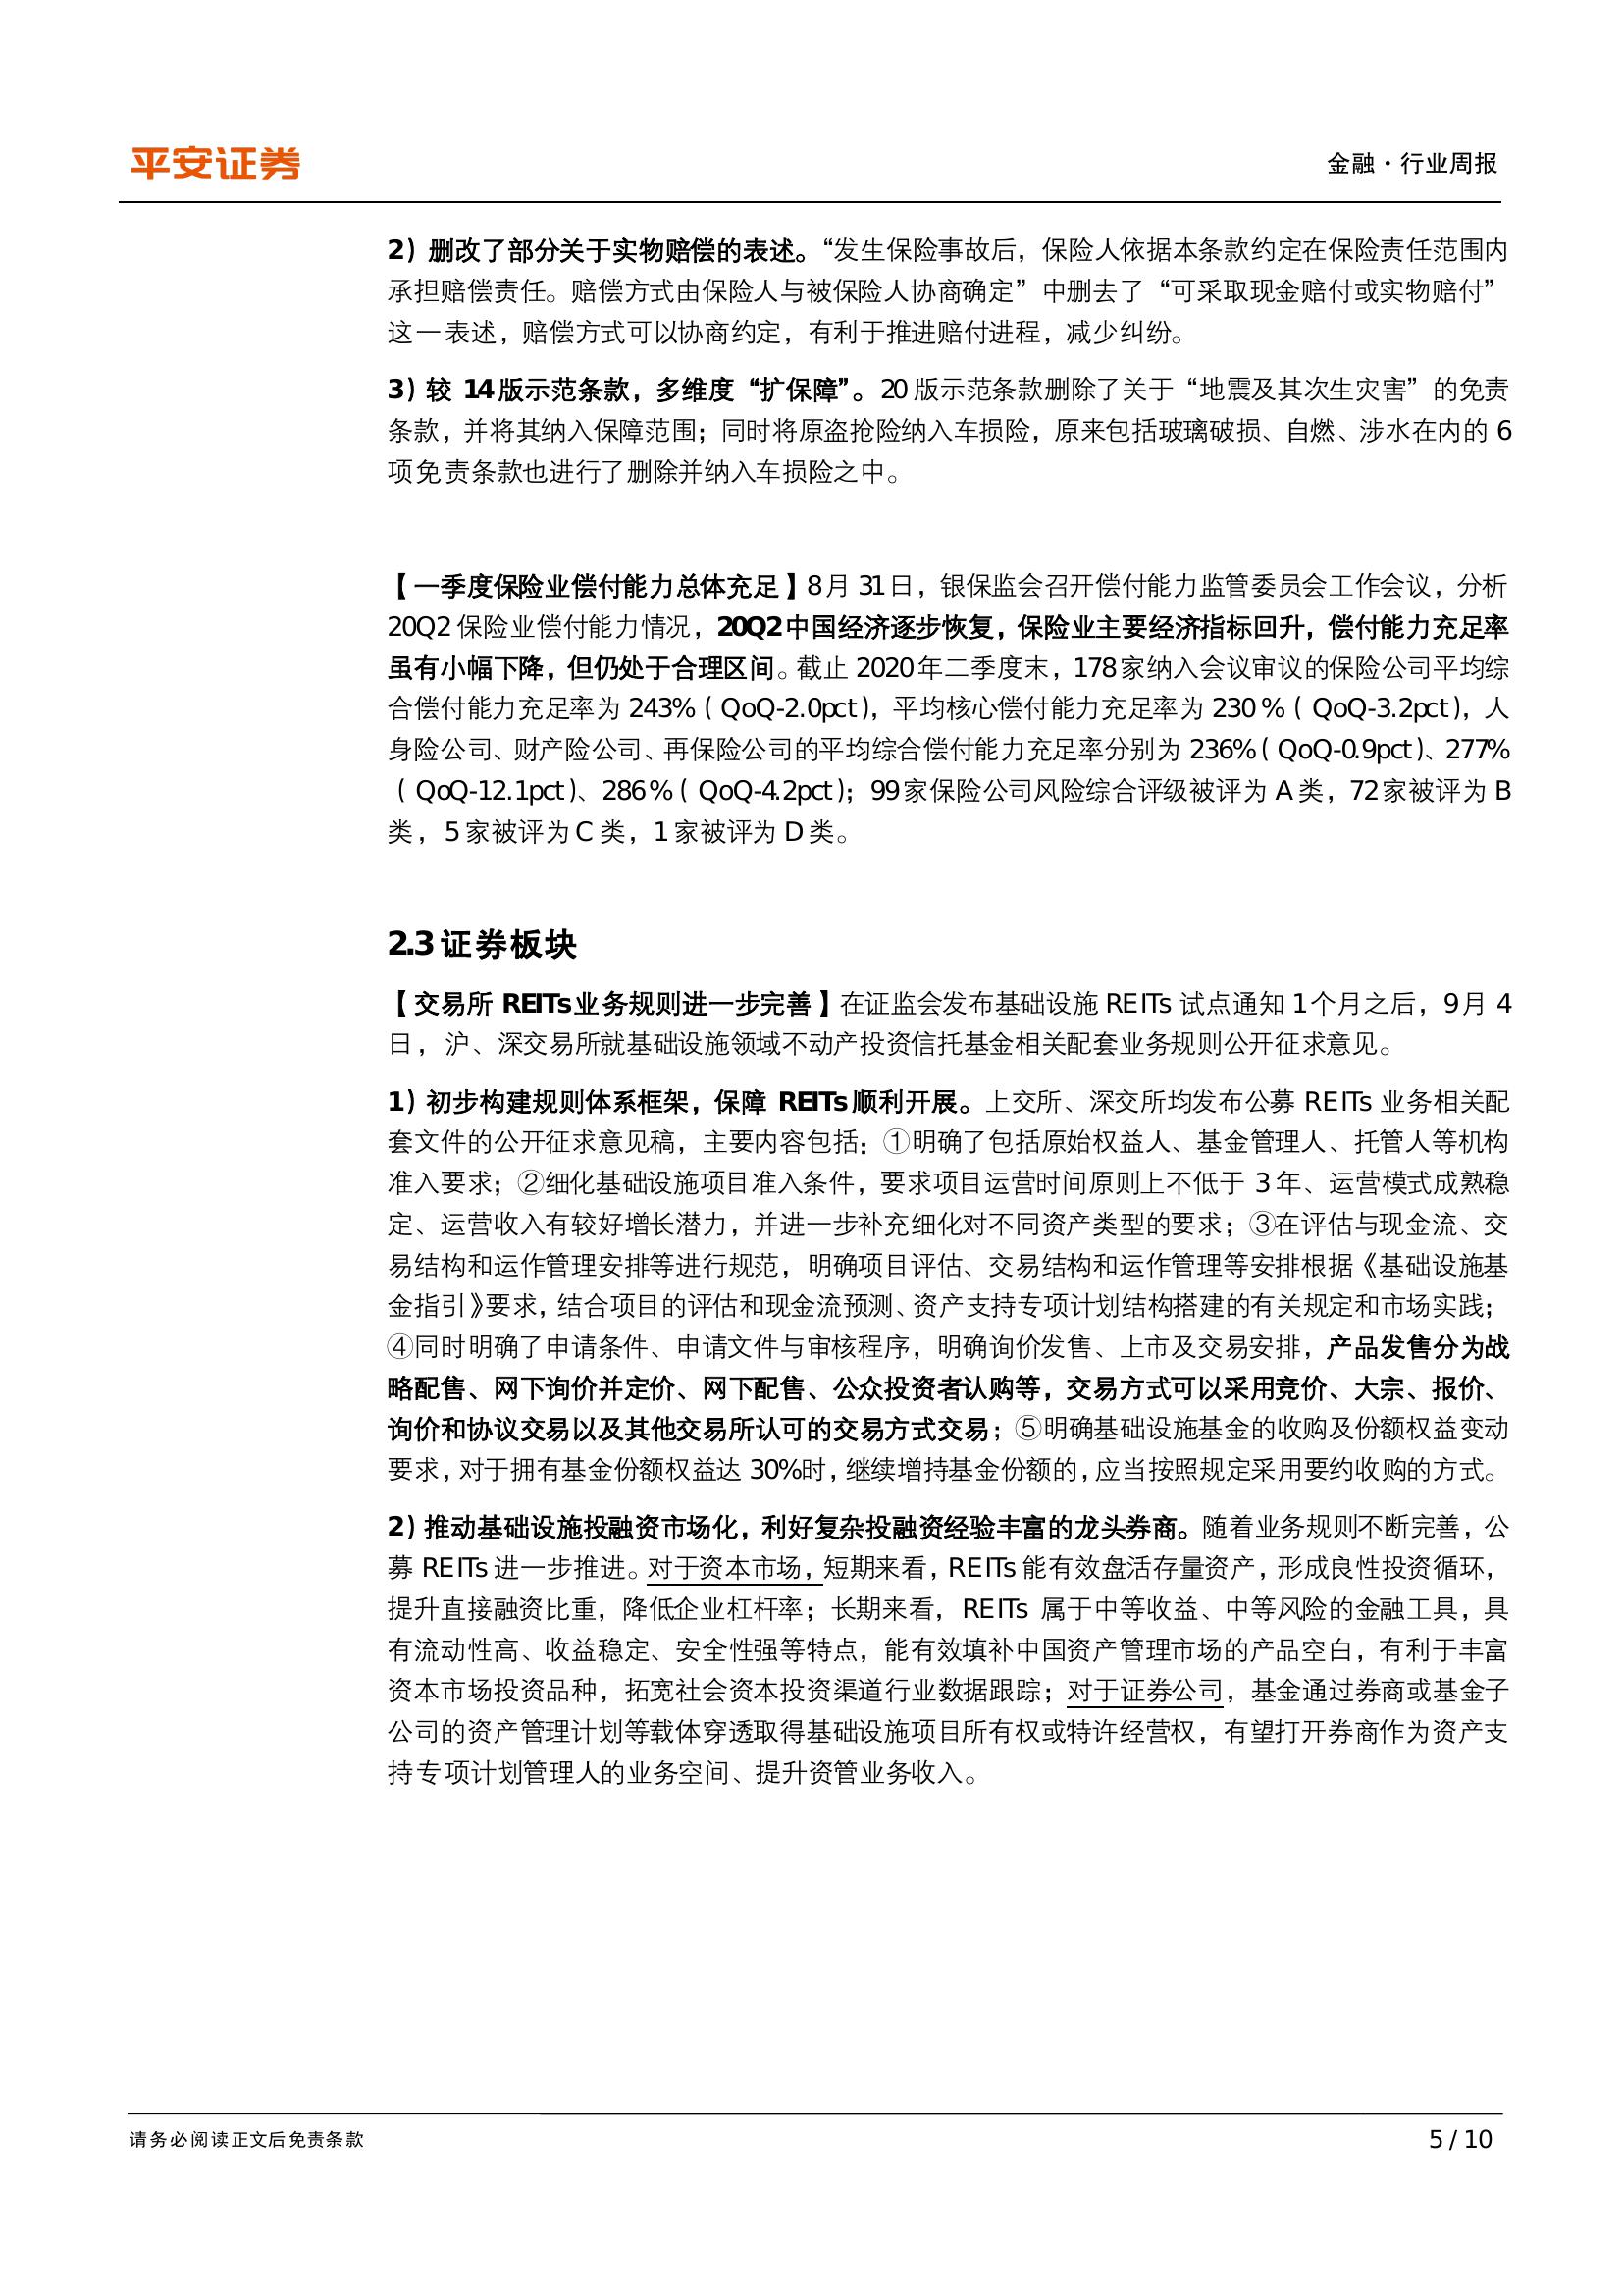 平安证券
金融·行业周报
2）删改了部分关于实物赔偿的表述。“发生保险事故后，保险人依据本条款约定在保险责任范围内
承担赔偿责任。赔偿方式由保险人与被保险人协商确定”中删去了“可采取现金赔付或实物赔付”
这一表述，赔偿方式可以协商约定，有利于推进赔付进程，减少纠纷。
3）较 14 版示范条款，多维度“扩保障”。20 版示范条款删除了关于“地震及其次生灾害”的免责
条款，并将其纳入保障范围；同时将原盗抢险纳入车损险，原来包括玻璃破损、自燃、涉水在内的 6
项免责条款也进行了删除并纳入车损险之中。
【一季度保险业偿付能力总体充足】8 月 31 日，银保监会召开偿付能力监管委员会工作会议，分析
20Q2 保险业偿付能力情况，20Q2 中国经济逐步恢复，保险业主要经济指标回升，偿付能力充足率
虽有小幅下降，但仍处于合理区间。截止 2020 年二季度末，178 家纳入会议审议的保险公司平均综
合偿付能力充足率为 243%（QoQ-2.0pct），平均核心偿付能力充足率为 230%（QoQ-3.2pct），人
身险公司、财产险公司、再保险公司的平均综合偿付能力充足率分别为 236%（QoQ-0.9pct）、277%
（QoQ-12.1pct）、286%（QoQ-4.2pct）；99 家保险公司风险综合评级被评为 A 类，72 家被评为 B
类，5 家被评为 C 类，1 家被评为 D 类。
2.3 证券板块
【交易所 REITs 业务规则进一步完善】在证监会发布基础设施 REITs 试点通知 1 个月之后，9 月 4
日，沪、深交易所就基础设施领域不动产投资信托基金相关配套业务规则公开征求意见。
1）初步构建规则体系框架，保障 REITs 顺利开展。上交所、深交所均发布公募 REITs 业务相关配
套文件的公开征求意见稿，主要内容包括：①明确了包括原始权益人、基金管理人、托管人等机构
准入要求；②细化基础设施项目准入条件，要求项目运营时间原则上不低于 3 年、运营模式成熟稳
定、运营收入有较好增长潜力，并进一步补充细化对不同资产类型的要求；③在评估与现金流、交
易结构和运作管理安排等进行规范，明确项目评估、交易结构和运作管理等安排根据《基础设施基
金指引》要求，结合项目的评估和现金流预测、资产支持专项计划结构搭建的有关规定和市场实践；
④同时明确了申请条件、申请文件与审核程序，明确询价发售、上市及交易安排，产品发售分为战
略配售、网下询价并定价、网下配售、公众投资者认购等，交易方式可以采用竞价、大宗、报价、
询价和协议交易以及其他交易所认可的交易方式交易；⑤明确基础设施基金的收购及份额权益变动
要求，对于拥有基金份额权益达 30%时，继续增持基金份额的，应当按照规定采用要约收购的方式。
2）推动基础设施投融资市场化，利好复杂投融资经验丰富的龙头券商。随着业务规则不断完善，公
募 REITs 进一步推进。对于资本市场，短期来看，REITs 能有效盘活存量资产，形成良性投资循环，
提升直接融资比重，降低企业杠杆率；长期来看，REITs 属于中等收益、中等风险的金融工具，具
有流动性高、收益稳定、安全性强等特点，能有效填补中国资产管理市场的产品空白，有利于丰富
资本市场投资品种，拓宽社会资本投资渠道行业数据跟踪；对于证券公司，基金通过券商或基金子
公司的资产管理计划等载体穿透取得基础设施项目所有权或特许经营权，有望打开券商作为资产支
持专项计划管理人的业务空间、提升资管业务收入。
请务必阅读正文后免责条款
5 / 10